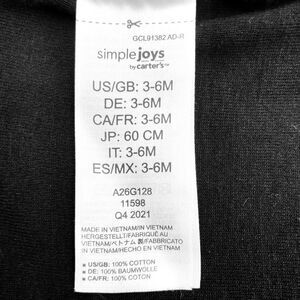 GCL91382 AD-R
simple joys
by carter's™
US/GB: 3-6M
DE: 3-6M
CA/FR: 3-6M
JP: 60 CM
IT: 3-6M
ES/MX: 3-6M
A26G128
11598
Q4 2021
MADE IN VIETNAM/IN VIETNAM
HERGESTELLT/FABRIQUÉ AU
VIETNAM/ベトナム 製/FABBRICATO
IN VIETNAM/HECHO EN VIETNAM
US/GB: 100% COTTON
DE: 100% BAUMWOLLE
CA/FR: 100% COTON